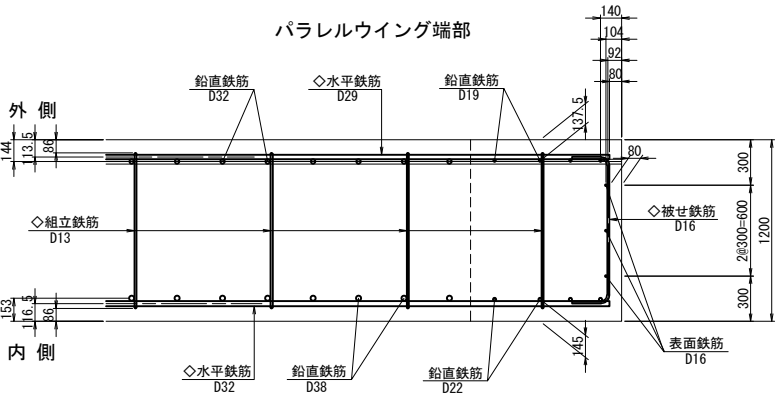 パラレルウイング端部
140
104
92
80
鉛直鉄筋
D32
◇水平鉄筋
D29
鉛直鉄筋
D19
137.5
外 側
144
113.5
86
80
300
◇組立鉄筋
D13
◇被せ鉄筋
D16
2@300=600
1200
153
116.5
86
300
内 側
145
表面鉄筋
D16
◇水平鉄筋
D32
鉛直鉄筋
D38
鉛直鉄筋
D22